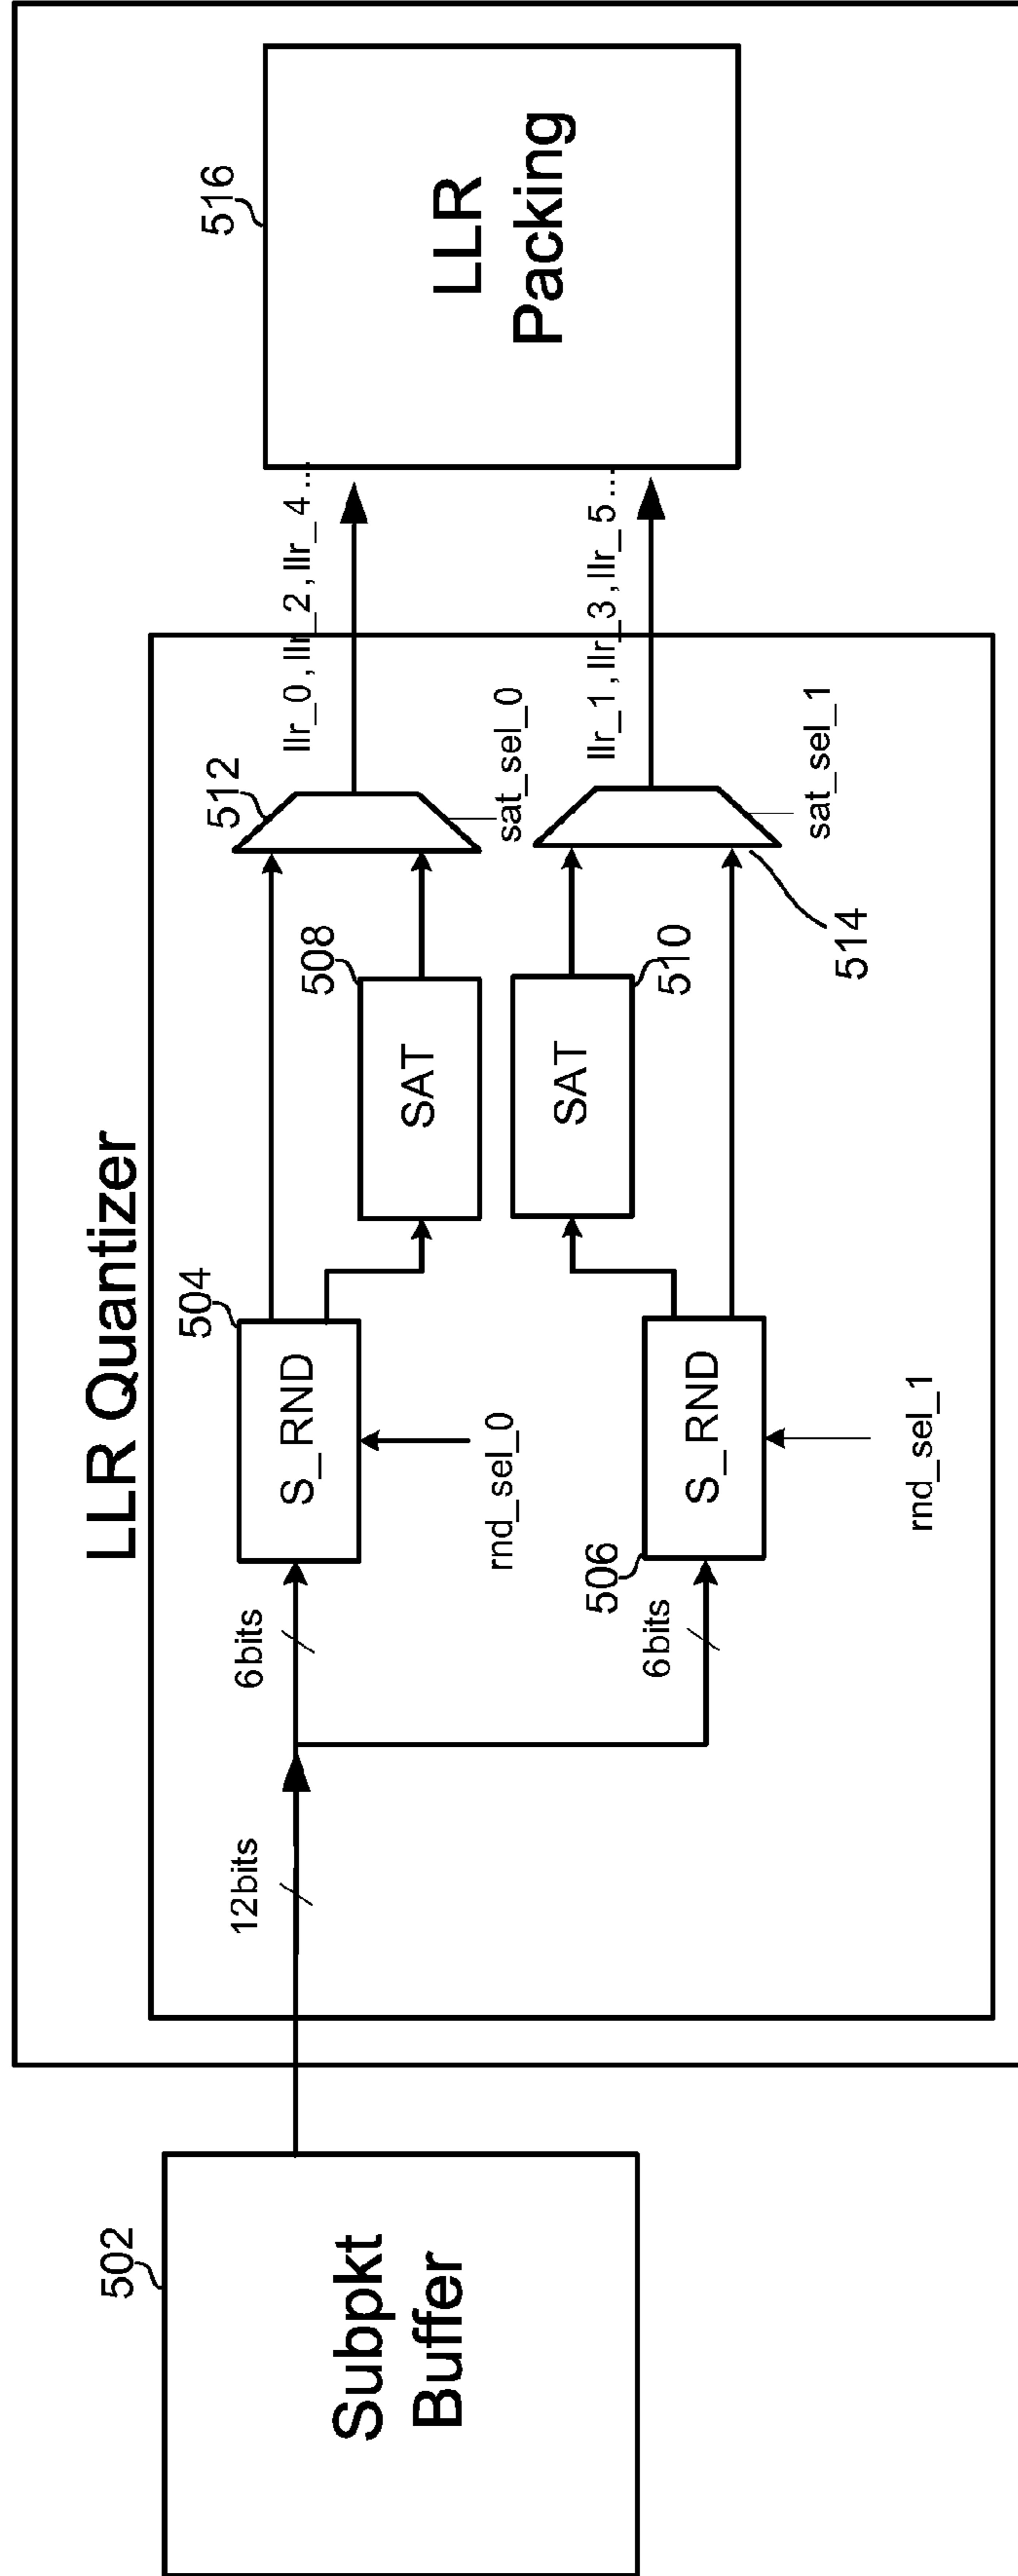 LLR Quantizer
502
Subpkt
Buffer
12bits
6bits
504
S_RND
rnd_sel_0
508
SAT
512
sat_sel_0
llr_0, llr_2, llr_4...
6bits
506
S_RND
rnd_sel_1
SAT
510
514
sat_sel_1
llr_1, llr_3, llr_5...
516
LLR
Packing